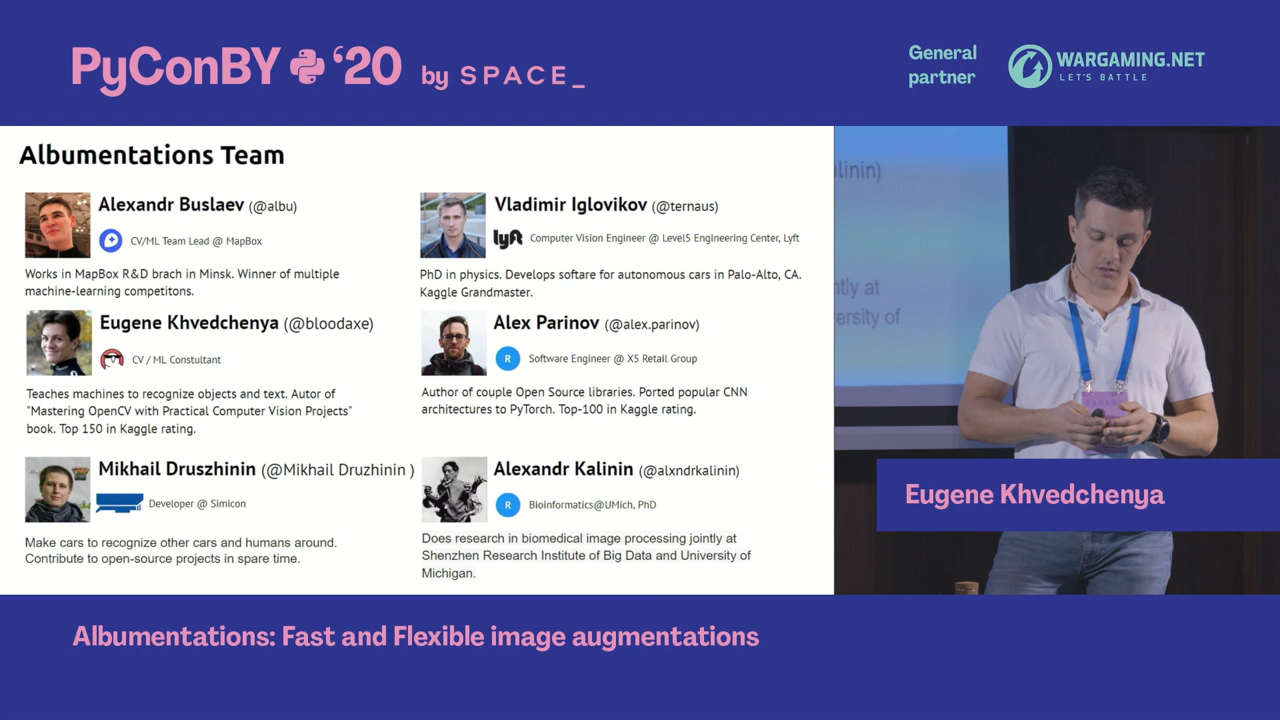 PyConBY '20 by SPACE_
General
partner
WARGAMING.NET
LET'S BATTLE
Albumentations Team
Alexandr Buslaev (@albu)
CV/ML Team Lead @ MapBox
Works in MapBox R&D brach in Minsk. Winner of multiple
machine-learning competitons.
Vladimir Iglovikov (@ternaus)
lyft
Computer Vision Engineer @ Level5 Engineering Center, Lyft
PhD in physics. Develops softare for autonomous cars in Palo-Alto, CA.
Kaggle Grandmaster.
Eugene Khvedchenya (@bloodaxe)
CV / ML Constultant
Teaches machines to recognize objects and text. Autor of
"Mastering OpenCV with Practical Computer Vision Projects"
book. Top 150 in Kaggle rating.
Alex Parinov (@alex.parinov)
R
Software Engineer @ X5 Retail Group
Author of couple Open Source libraries. Ported popular CNN
architectures to PyTorch. Top-100 in Kaggle rating.
Mikhail Druszhinin (@Mikhail Druzhinin )
Developer @ Simicon
Make cars to recognize other cars and humans around.
Contribute to open-source projects in spare time.
Alexandr Kalinin (@alxndrkalinin)
R
Bioinformatics@UMich, PhD
Does research in biomedical image processing jointly at
Shenzhen Research Institute of Big Data and University of
Michigan.
linin)
ntly at
ersity of
Eugene Khvedchenya
Albumentations: Fast and Flexible image augmentations